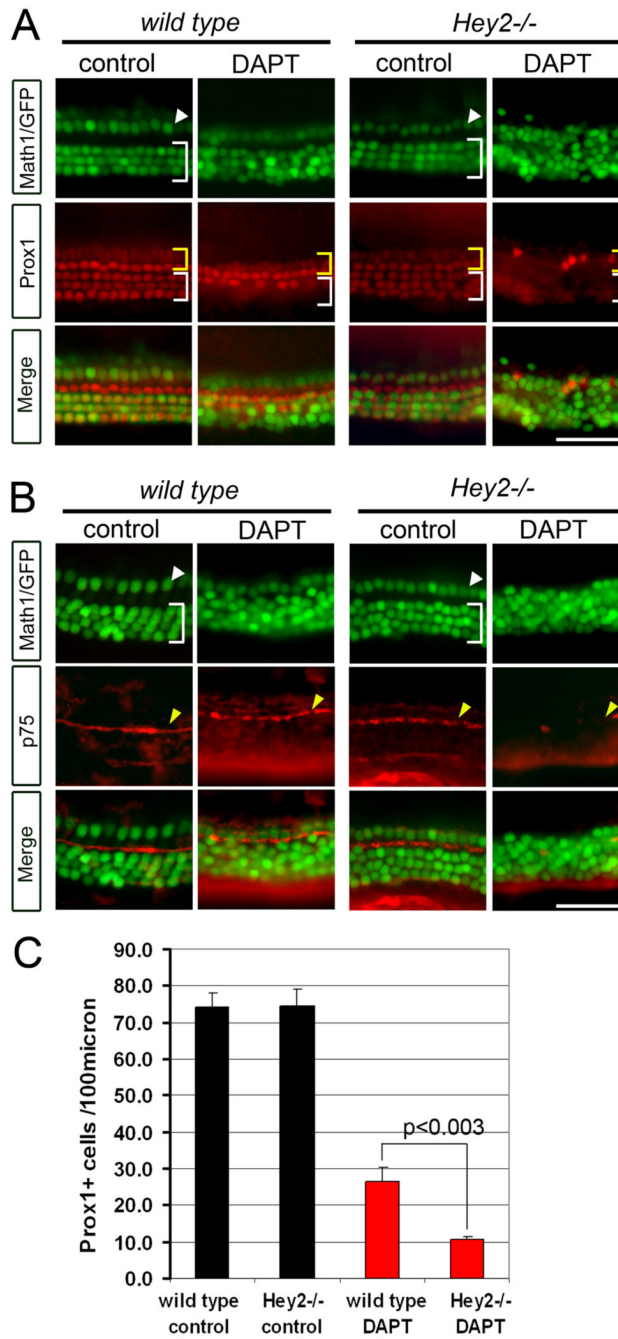 A
wild type
Hey2-/-
control
DAPT
control
DAPT
Math1/GFP
Prox1
Merge
B
wild type
Hey2-/-
control
DAPT
control
DAPT
Math1/GFP
p75
Merge
C
90.0
80.0
70.0
60.0
50.0
40.0
30.0
20.0
10.0
0.0
Prox1+ cells /100micron
p<0.003
wild type
control
Hey2-/-
control
wild type
DAPT
Hey2-/-
DAPT